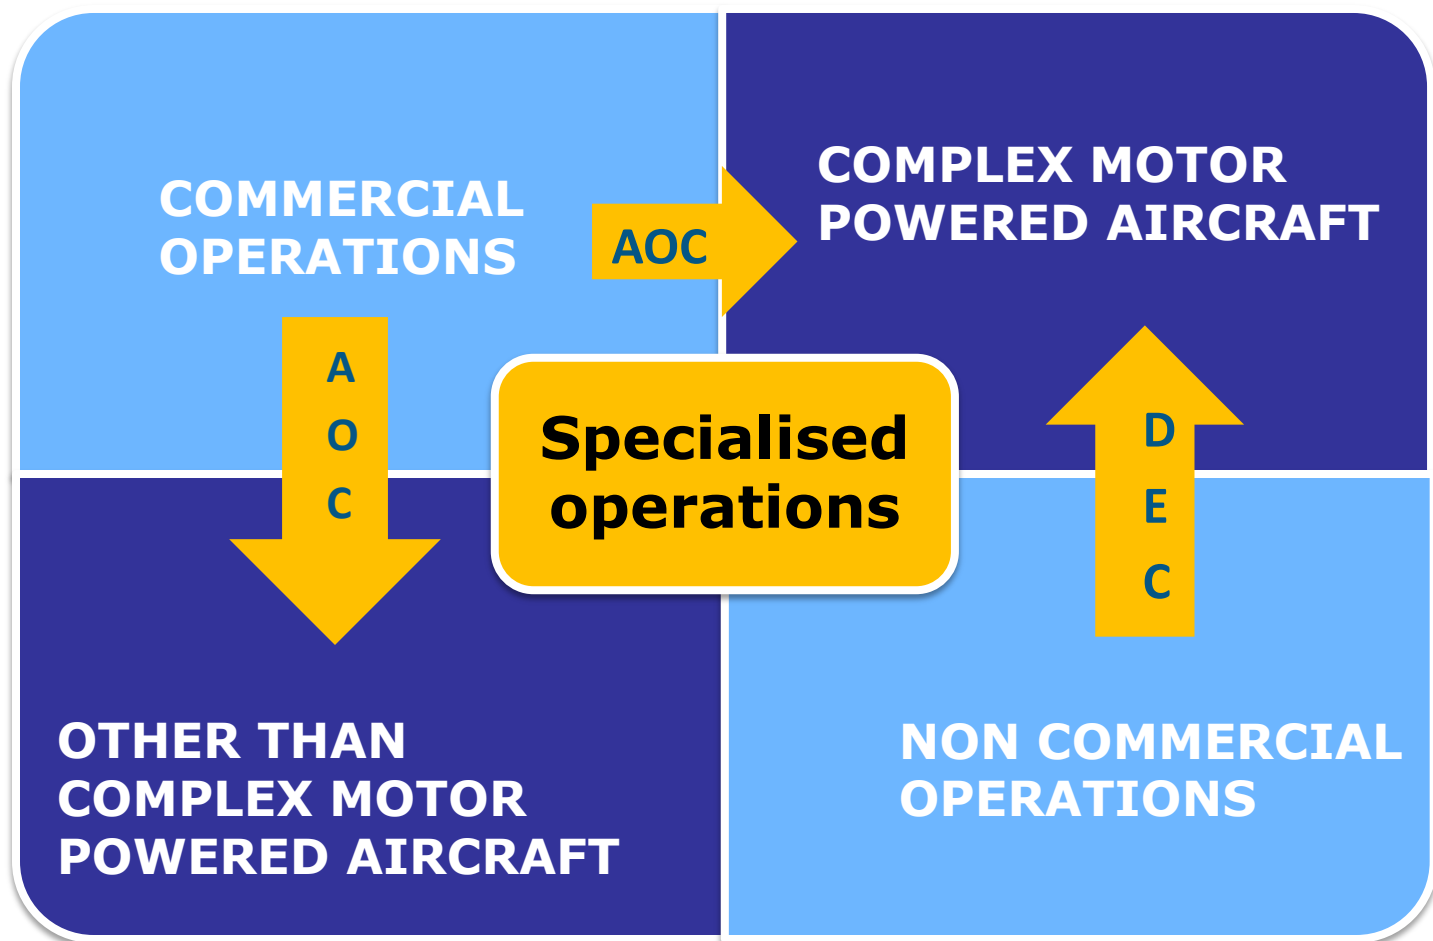 COMMERCIAL
OPERATIONS
AOC
COMPLEX MOTOR
POWERED AIRCRAFT
A
O
C
Specialised
operations
D
E
C
OTHER THAN
COMPLEX MOTOR
POWERED AIRCRAFT
NON COMMERCIAL
OPERATIONS